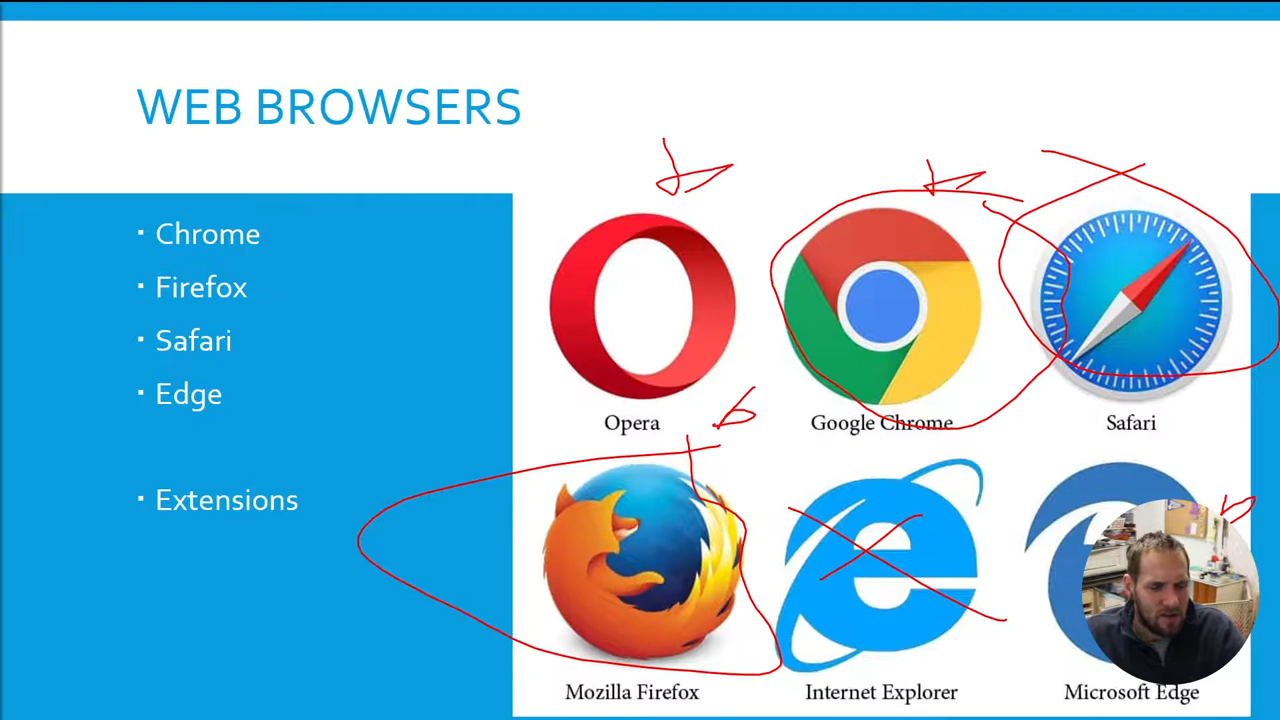 WEB BROWSERS
▪ Chrome
▪ Firefox
▪ Safari
▪ Edge
▪ Extensions
Opera
Google Chrome
Safari
Mozilla Firefox
Internet Explorer
Microsoft Edge